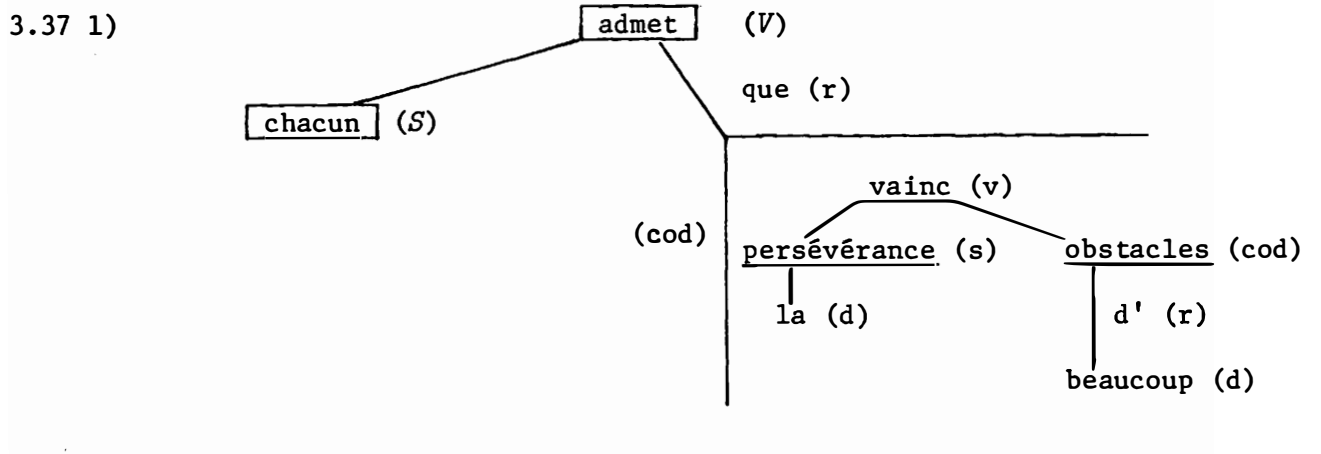 3.37 1) admet (V)
que (r)
chacun (S)
vainc (v)
(cod) persévérance (s) obstacles (cod)
la (d) d' (r)
beaucoup (d)